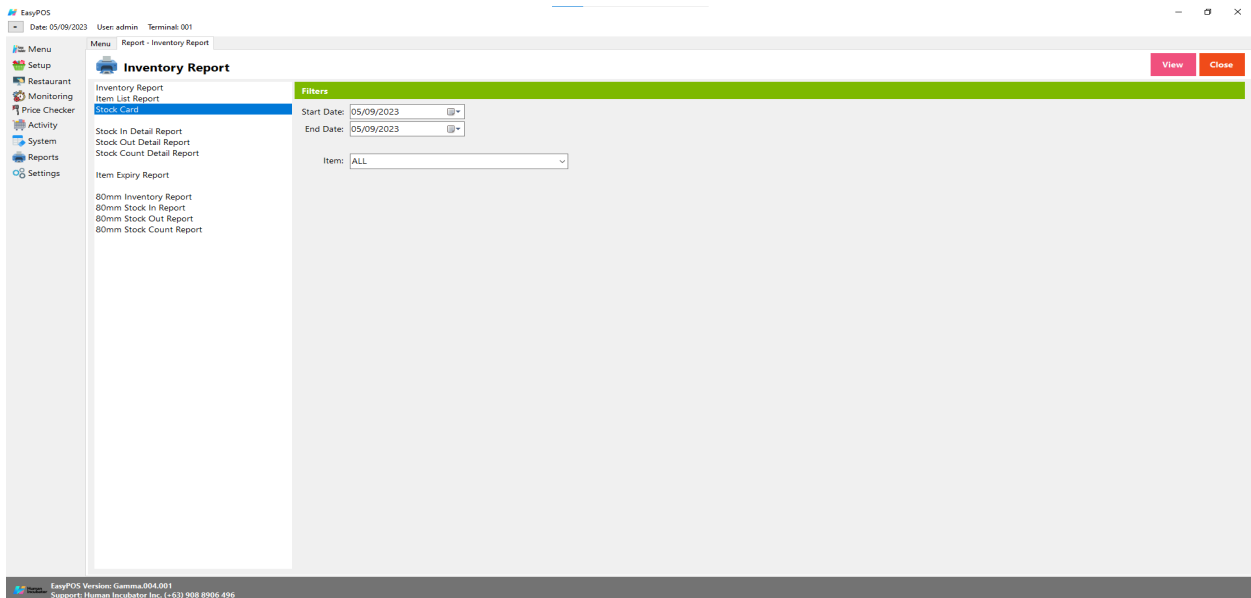 EasyPOS
Date: 05/09/2023 User: admin Terminal: 001
Menu
Setup
Restaurant
Monitoring
Price Checker
Activity
System
Reports
Settings
Menu Report - Inventory Report
Inventory Report
View Close
Inventory Report
Item List Report
Stock Card
Stock In Detail Report
Stock Out Detail Report
Stock Count Detail Report
Item Expiry Report
80mm Inventory Report
80mm Stock In Report
80mm Stock Out Report
80mm Stock Count Report
Filters
Start Date: 05/09/2023
End Date: 05/09/2023
Item: ALL
Human
Incubator
EasyPOS Version: Gamma.004.001
Support: Human Incubator Inc. (+63) 908 8906 496